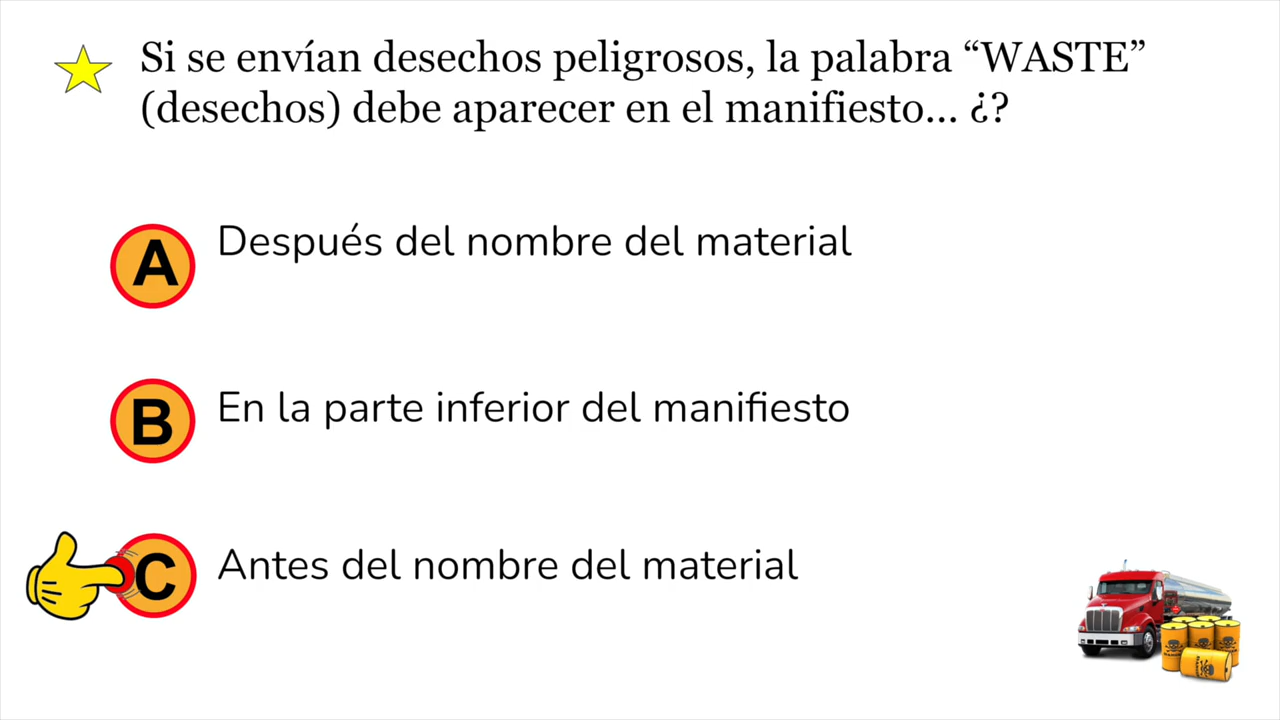 Si se envían desechos peligrosos, la palabra “WASTE”
(desechos) debe aparecer en el manifiesto... ¿?
A Después del nombre del material
B En la parte inferior del manifiesto
C Antes del nombre del material